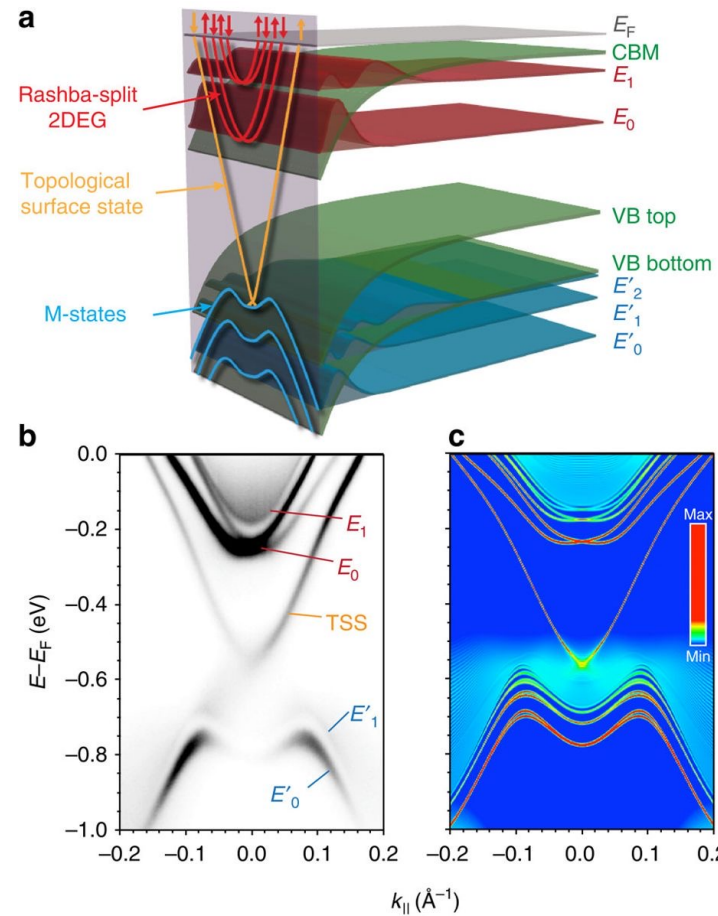 a
E_F
CBM
E_1
E_0
Rashba-split
2DEG
Topological
surface state
VB top
VB bottom
E′_2
M-states
E′_1
E′_0
b
c
0.0
−0.2
−0.4
−0.6
−0.8
−1.0
E–E_F (eV)
E_1
E_0
TSS
E′_1
E′_0
Max
Min
−0.2
−0.1
0.0
0.1
0.2
−0.2
−0.1
0.0
0.1
0.2
k_|| (Å⁻¹)